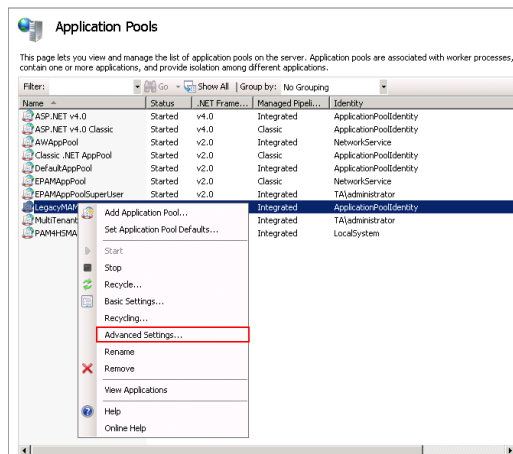 Application Pools
This page lets you view and manage the list of application pools on the server. Application pools are associated with worker processes,
contain one or more applications, and provide isolation among different applications.
Filter: Go Show All Group by: No Grouping
Name Status .NET Frame... Managed Pipeli... Identity
ASP.NET v4.0 Started v4.0 Integrated ApplicationPoolIdentity
ASP.NET v4.0 Classic Started v4.0 Classic ApplicationPoolIdentity
AWAppPool Started v2.0 Integrated NetworkService
Classic .NET AppPool Started v2.0 Classic ApplicationPoolIdentity
DefaultAppPool Started v2.0 Integrated ApplicationPoolIdentity
EPAMAppPool Started v2.0 Classic NetworkService
EPAMAppPoolSuperUser Started v2.0 Integrated TA\administrator
LegacyMAM Integrated ApplicationPoolIdentity
MultiTenant Integrated TA\administrator
PAM4HSMA Integrated LocalSystem
Add Application Pool...
Set Application Pool Defaults...
Start
Stop
Recycle...
Basic Settings...
Recycling...
Advanced Settings...
Rename
Remove
View Applications
Help
Online Help